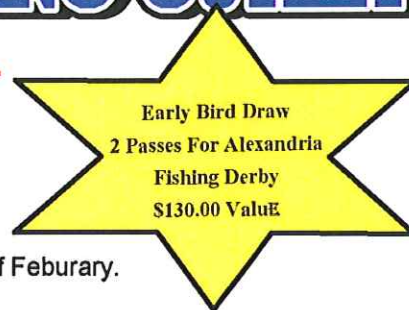 Early Bird Draw
2 Passes For Alexandria
Fishing Derby
$130.00 ValuE
Feburary.